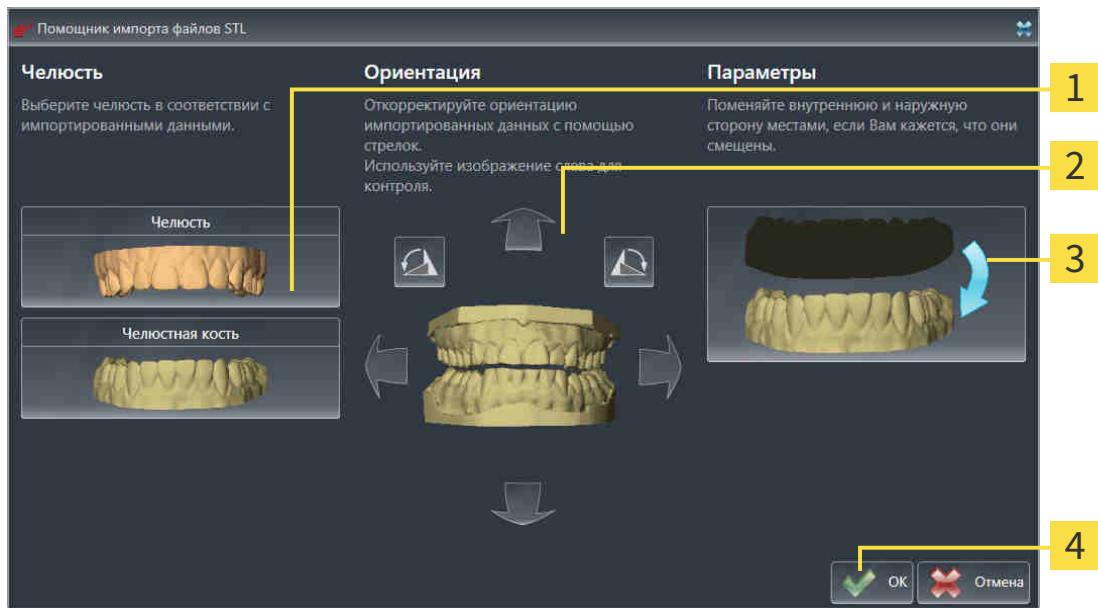 Помощник импорта файлов STL
Челюсть
Выберите челюсть в соответствии с
импортированными данными.
Челюсть
Челюстная кость
Ориентация
Откорректируйте ориентацию
импортированных данных с помощью
стрелок.
Используйте изображение слева для
контроля.
Параметры
Поменяйте внутреннюю и наружную
сторону местами, если Вам кажется, что они
смещены.
1
2
3
4
OK
Отмена